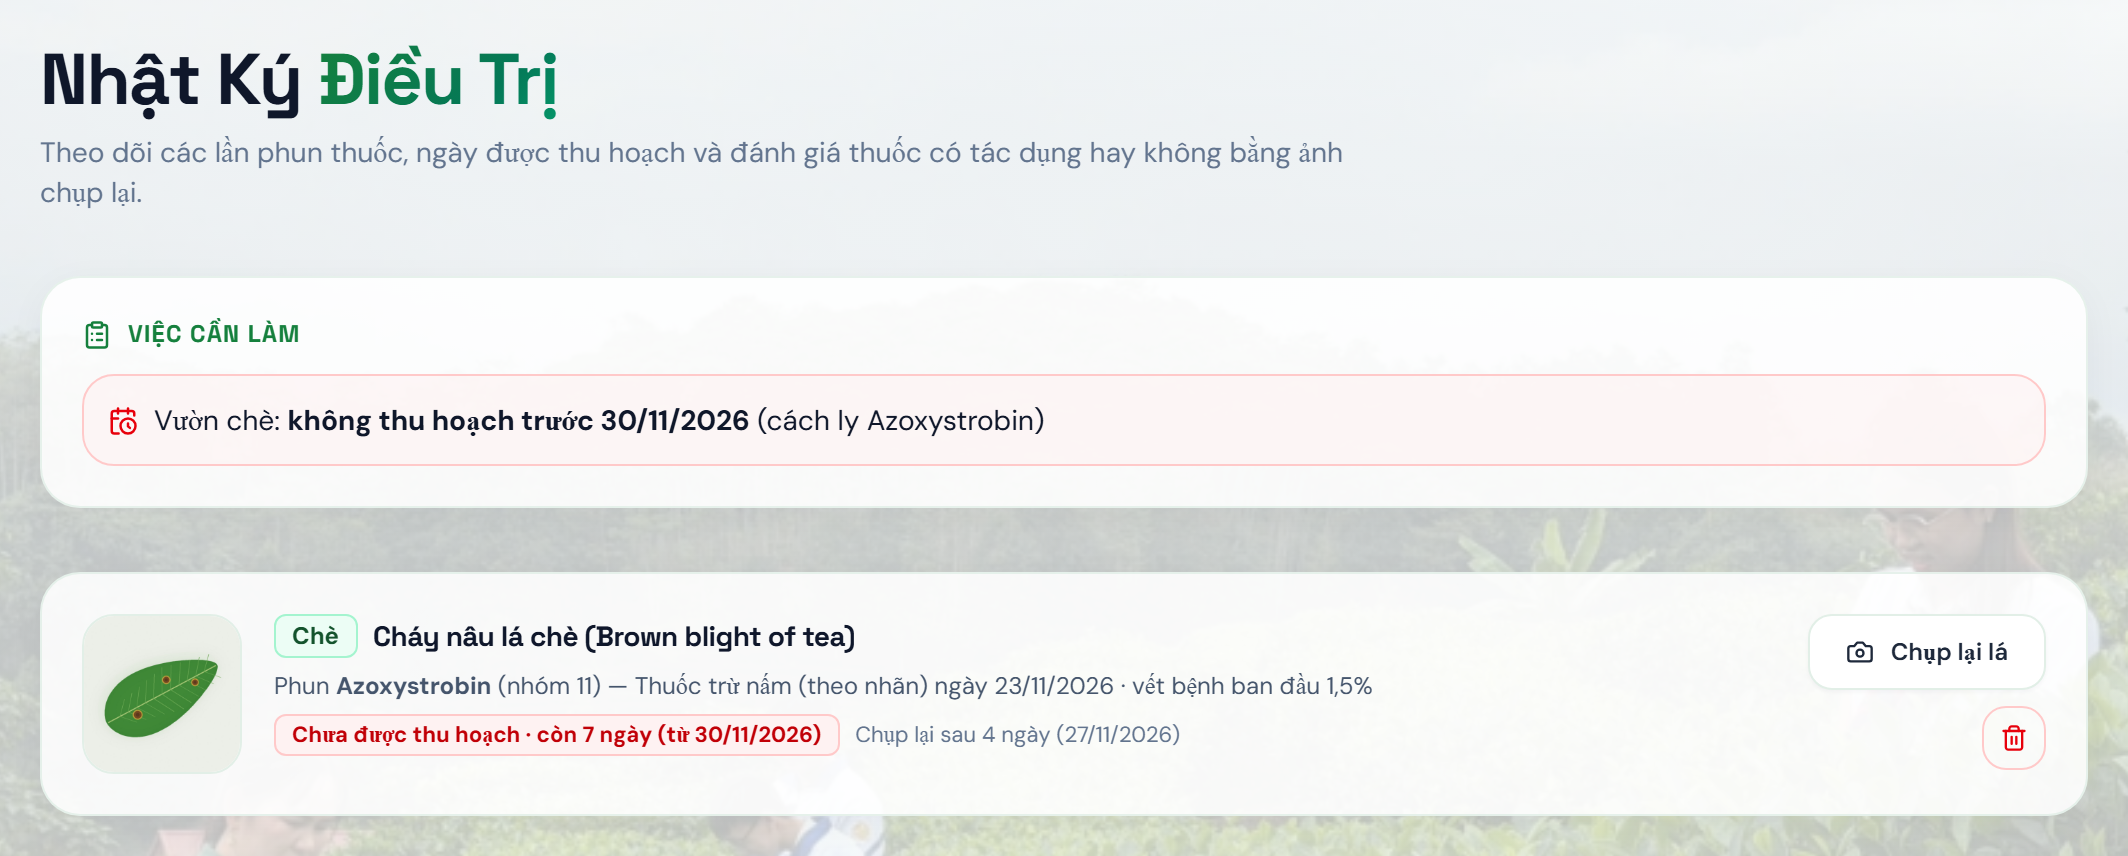 Nhật Ký Điều Trị
Theo dõi các lần phun thuốc, ngày được thu hoạch và đánh giá thuốc có tác dụng hay không bằng ảnh
chụp lại.
VIỆC CẦN LÀM
Vườn chè: không thu hoạch trước 30/11/2026 (cách ly Azoxystrobin)
Chè Cháy nâu lá chè (Brown blight of tea)
Phun Azoxystrobin (nhóm 11) — Thuốc trừ nấm (theo nhãn) ngày 23/11/2026 · vết bệnh ban đầu 1,5%
Chưa được thu hoạch · còn 7 ngày (từ 30/11/2026) Chụp lại sau 4 ngày (27/11/2026)
Chụp lại lá